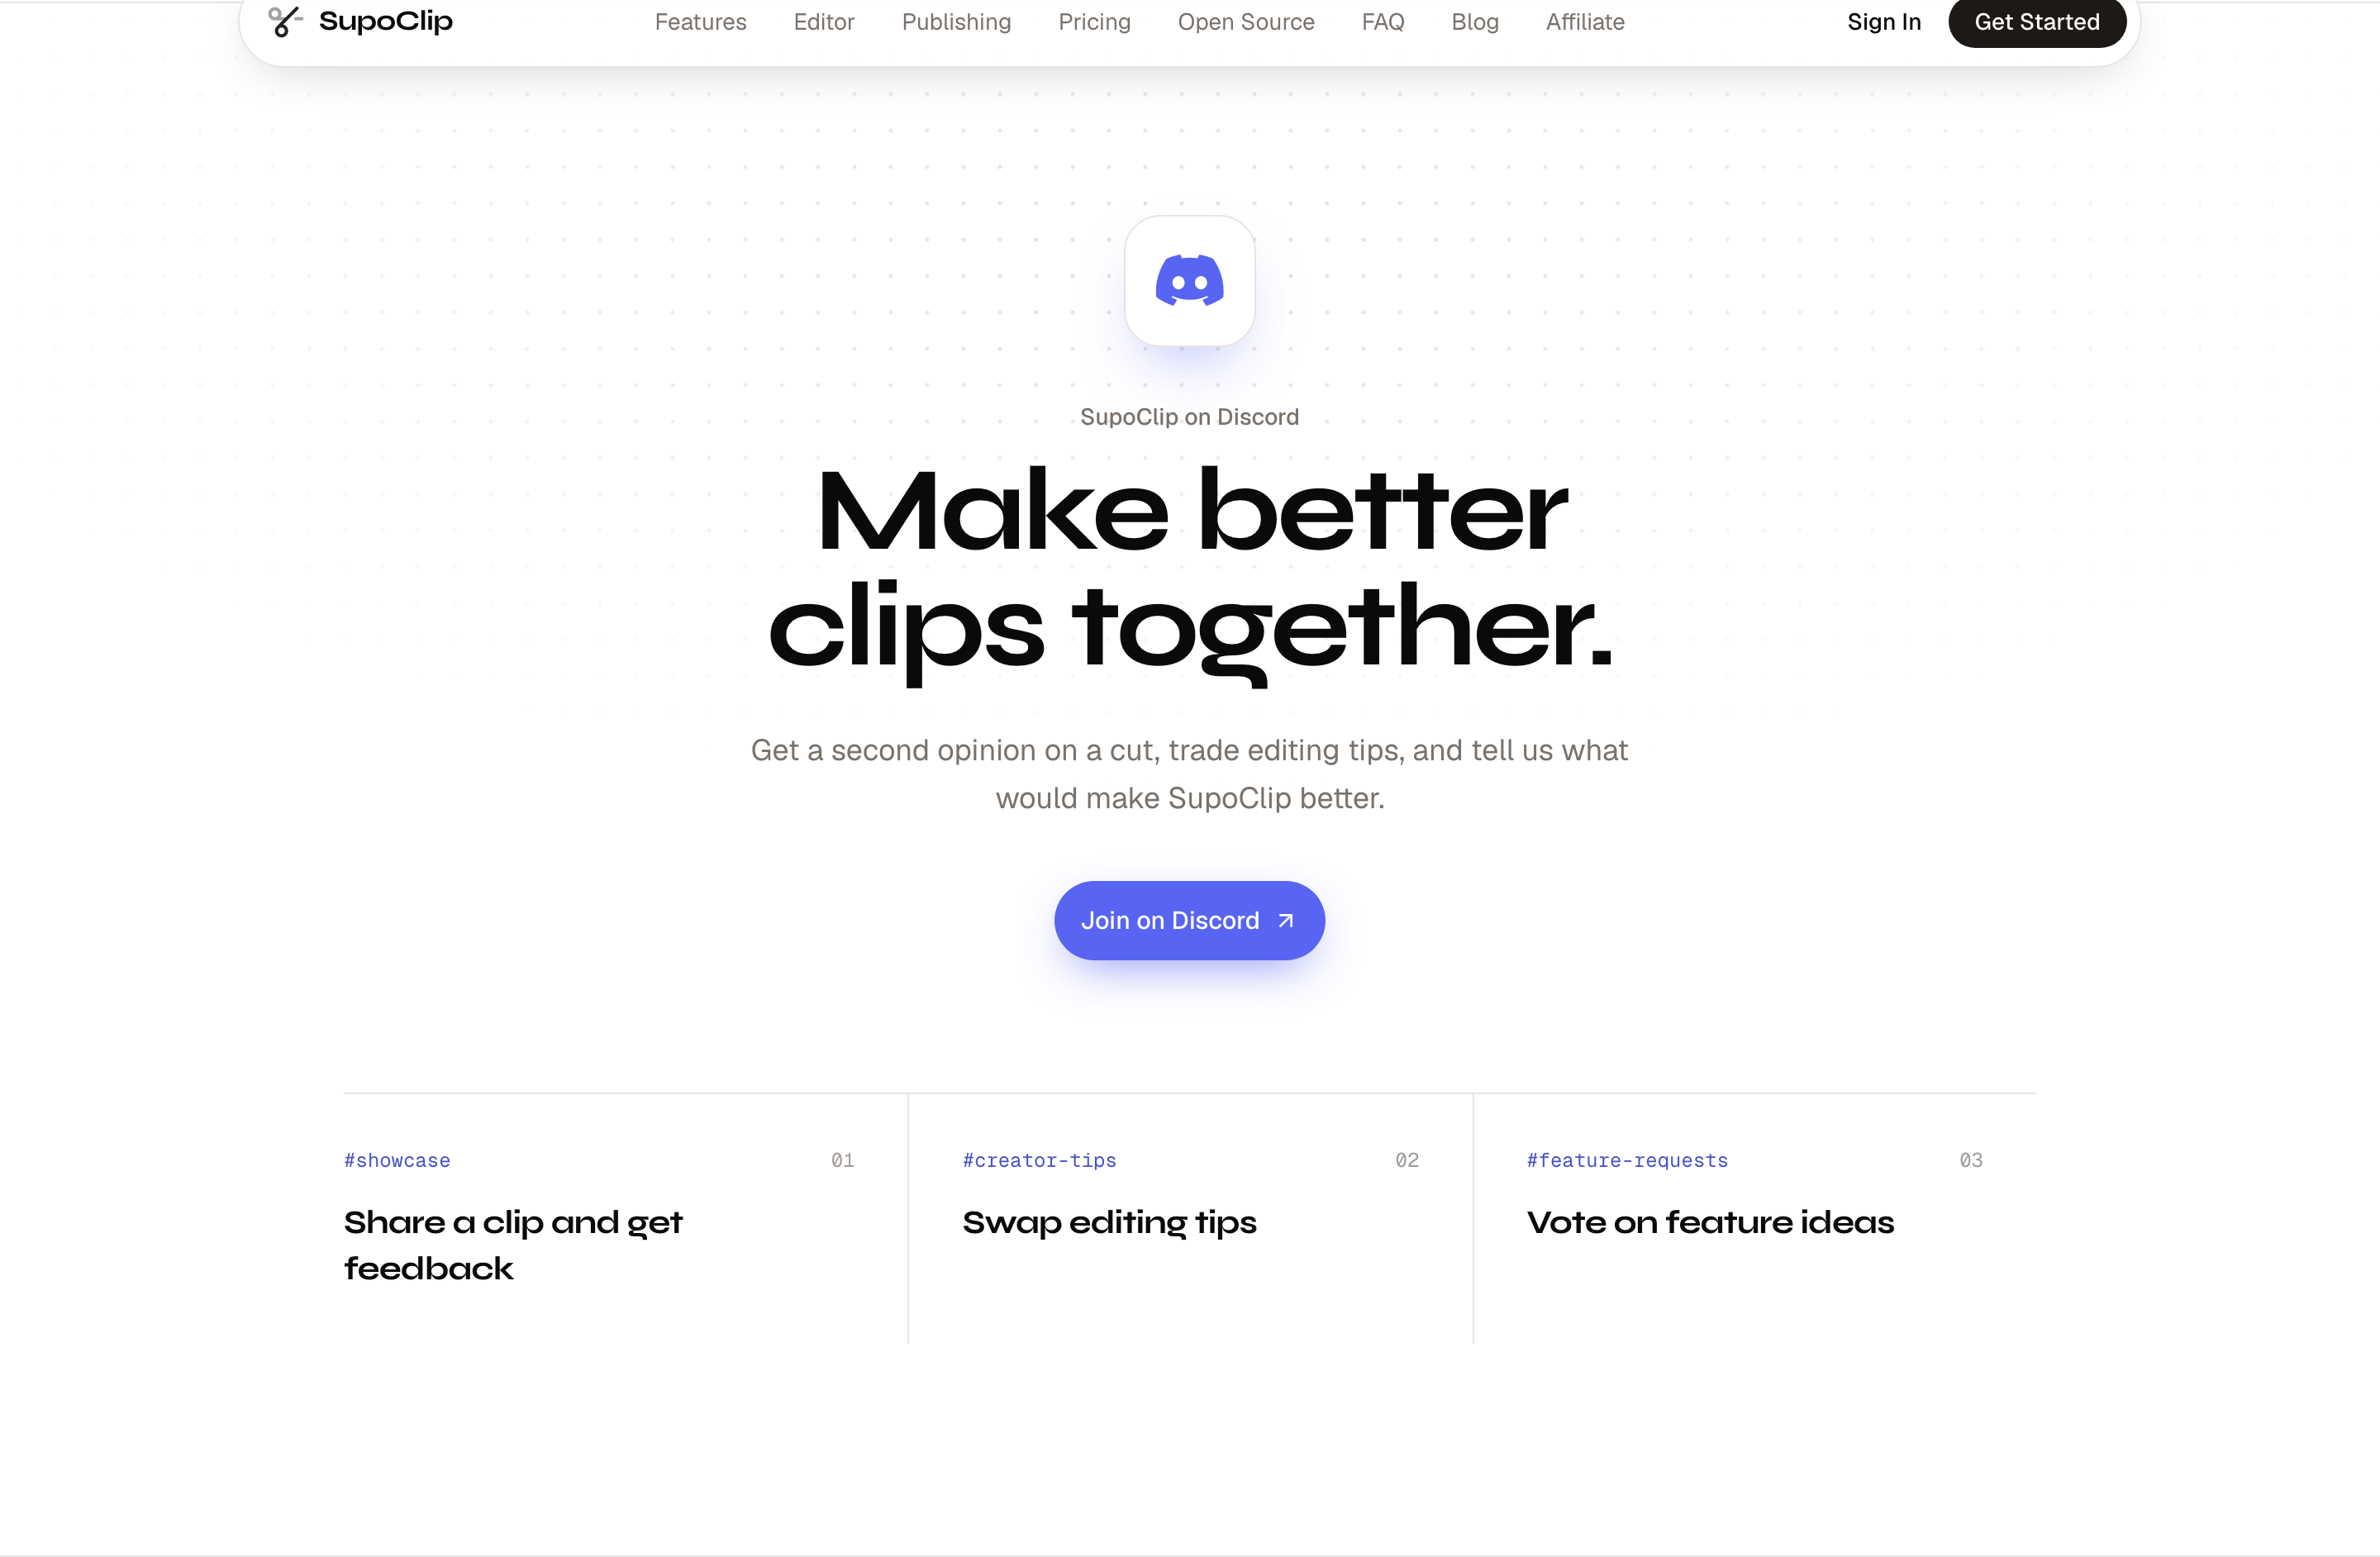 SupoClip Features Editor Publishing Pricing Open Source FAQ Blog Affiliate Sign In Get Started
SupoClip on Discord
Make better
clips together.
Get a second opinion on a cut, trade editing tips, and tell us what
would make SupoClip better.
Join on Discord
#showcase 01
Share a clip and get
feedback
#creator-tips 02
Swap editing tips
#feature-requests 03
Vote on feature ideas